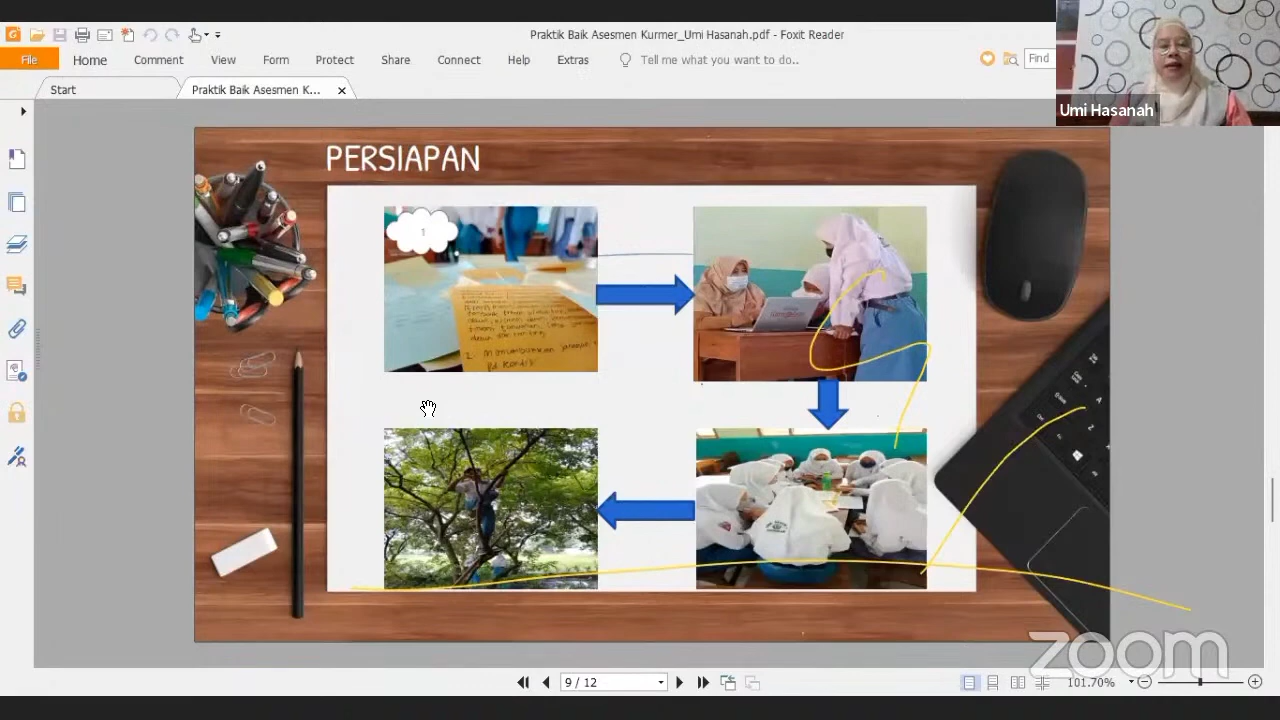 Praktik Baik Asesmen Kurmer_Umi Hasanah.pdf - Foxit Reader
File Home Comment View Form Protect Share Connect Help Extras Tell me what you want to do.. Find
Start Praktik Baik Asesmen K...
Umi Hasanah
PERSIAPAN
1
zoom
9 / 12
101.70%